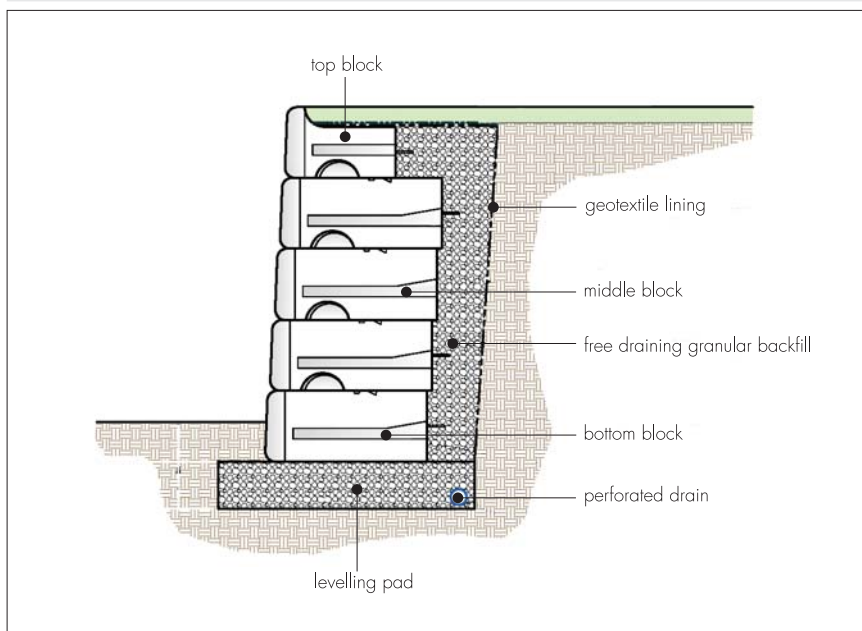 top block
geotextile lining
middle block
free draining granular backfill
bottom block
perforated drain
levelling pad